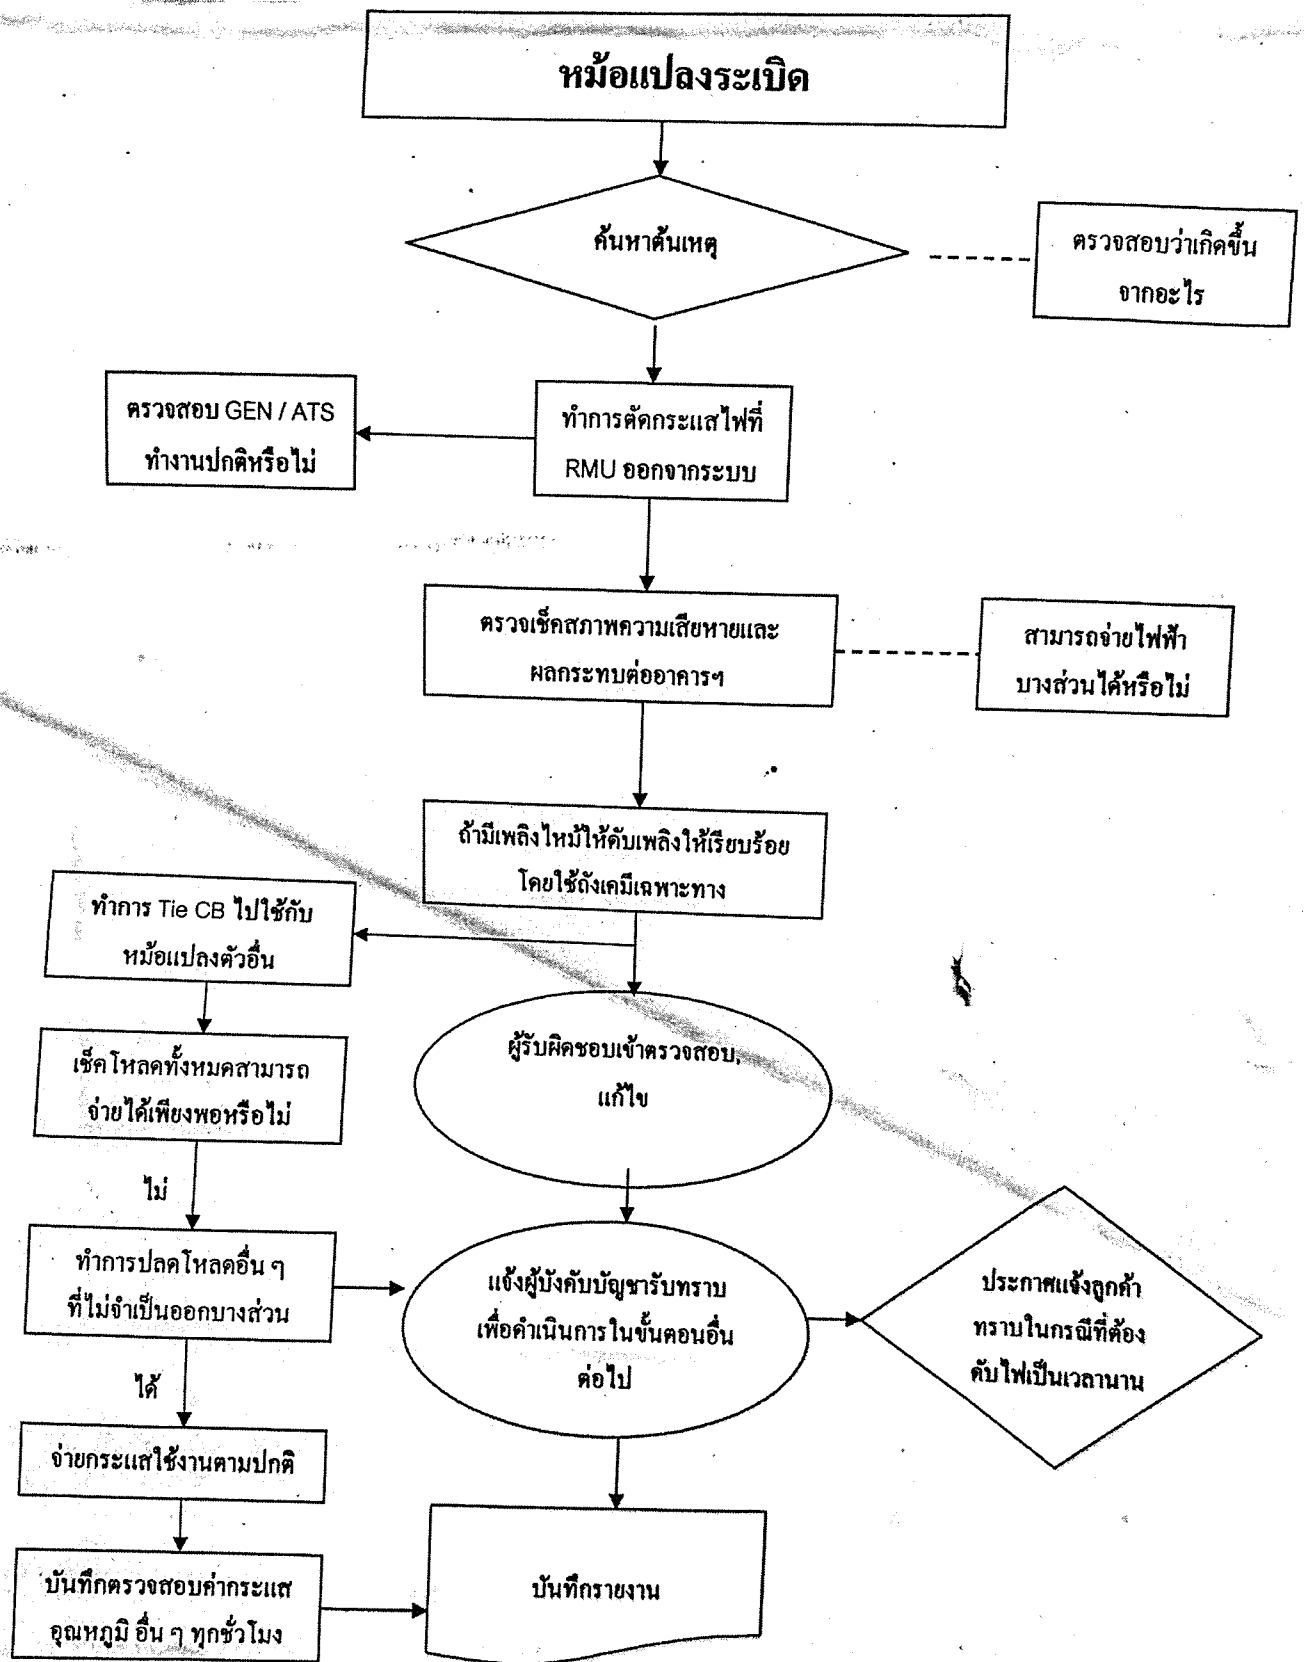 หม้อแปลงระเบิด
ค้นหาต้นเหตุ
ตรวจสอบว่าเกิดขึ้น
จากอะไร
ตรวจสอบ GEN / ATS
ทำงานปกติหรือไม่
ทำการตัดกระแสไฟที่
RMU ออกจากระบบ
ตรวจเช็คสภาพความเสียหายและ
ผลกระทบต่ออาคารฯ
สามารถจ่ายไฟฟ้า
บางส่วนได้หรือไม่
ถ้ามีเพลิงไหม้ให้ดับเพลิงให้เรียบร้อย
โดยใช้ถังเคมีเฉพาะทาง
ทำการ Tie CB ไปใช้กับ
หม้อแปลงตัวอื่น
ผู้รับผิดชอบเข้าตรวจสอบ,
แก้ไข
เช็คโหลดทั้งหมดสามารถ
จ่ายได้เพียงพอหรือไม่
ไม่
ทำการปลดโหลดอื่น ๆ
ที่ไม่จำเป็นออกบางส่วน
แจ้งผู้บังคับบัญชารับทราบ
เพื่อดำเนินการในขั้นตอนอื่น
ต่อไป
ประกาศแจ้งลูกค้า
ทราบในกรณีที่ต้อง
ดับไฟเป็นเวลานาน
ได้
จ่ายกระแสใช้งานตามปกติ
บันทึกตรวจสอบค่ากระแส
อุณหภูมิ อื่น ๆ ทุกชั่วโมง
บันทึกรายงาน